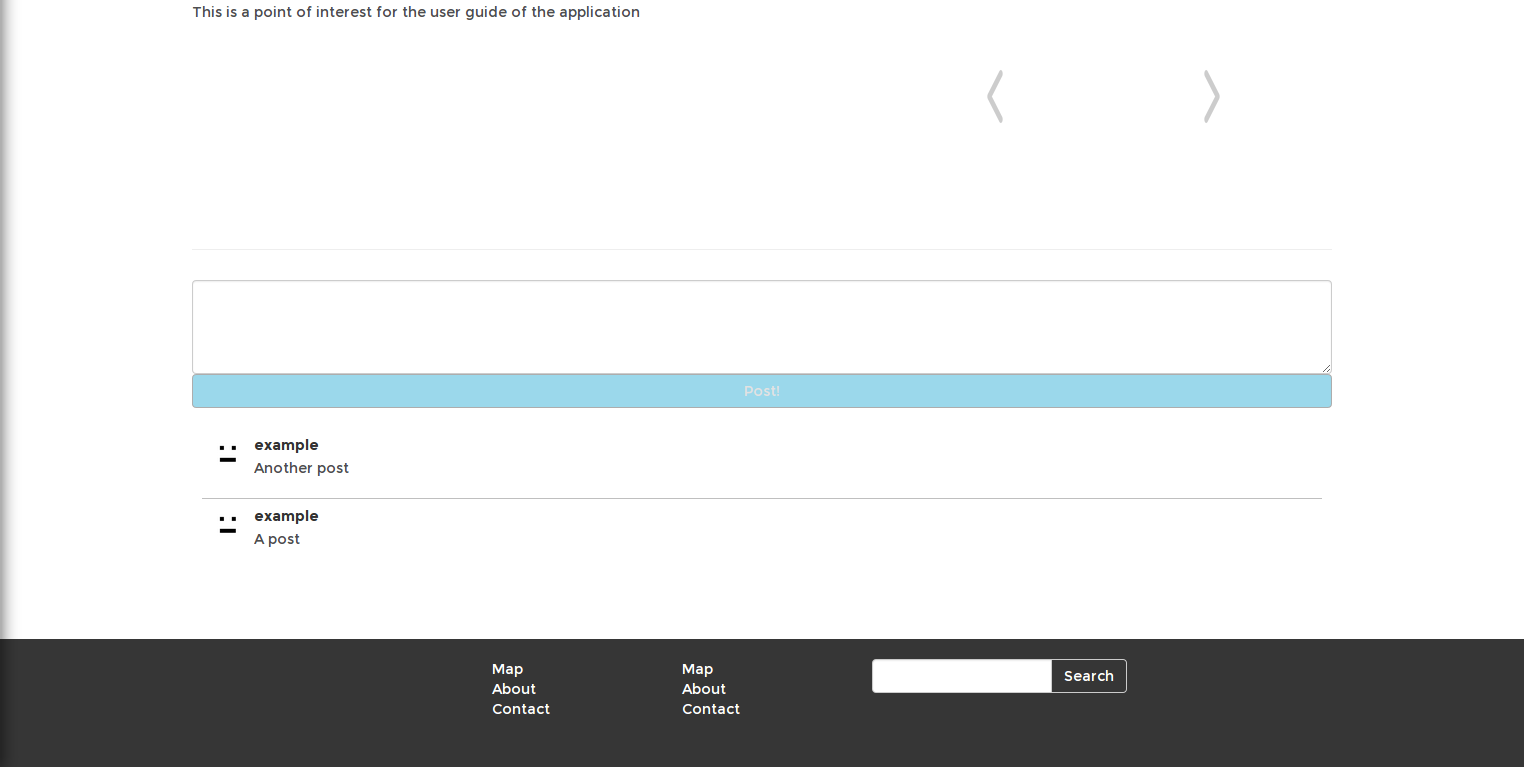 This is a point of interest for the user guide of the application
Post!
example
Another post
example
A post
Map
About
Contact
Map
About
Contact
Search